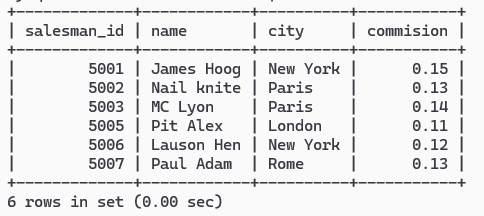 +-------------+------------+----------+-----------+
| salesman_id | name       | city     | commision |
+-------------+------------+----------+-----------+
|        5001 | James Hoog | New York |      0.15 |
|        5002 | Nail knite | Paris    |      0.13 |
|        5003 | MC Lyon    | Paris    |      0.14 |
|        5005 | Pit Alex   | London   |      0.11 |
|        5006 | Lauson Hen | New York |      0.12 |
|        5007 | Paul Adam  | Rome     |      0.13 |
+-------------+------------+----------+-----------+
6 rows in set (0.00 sec)